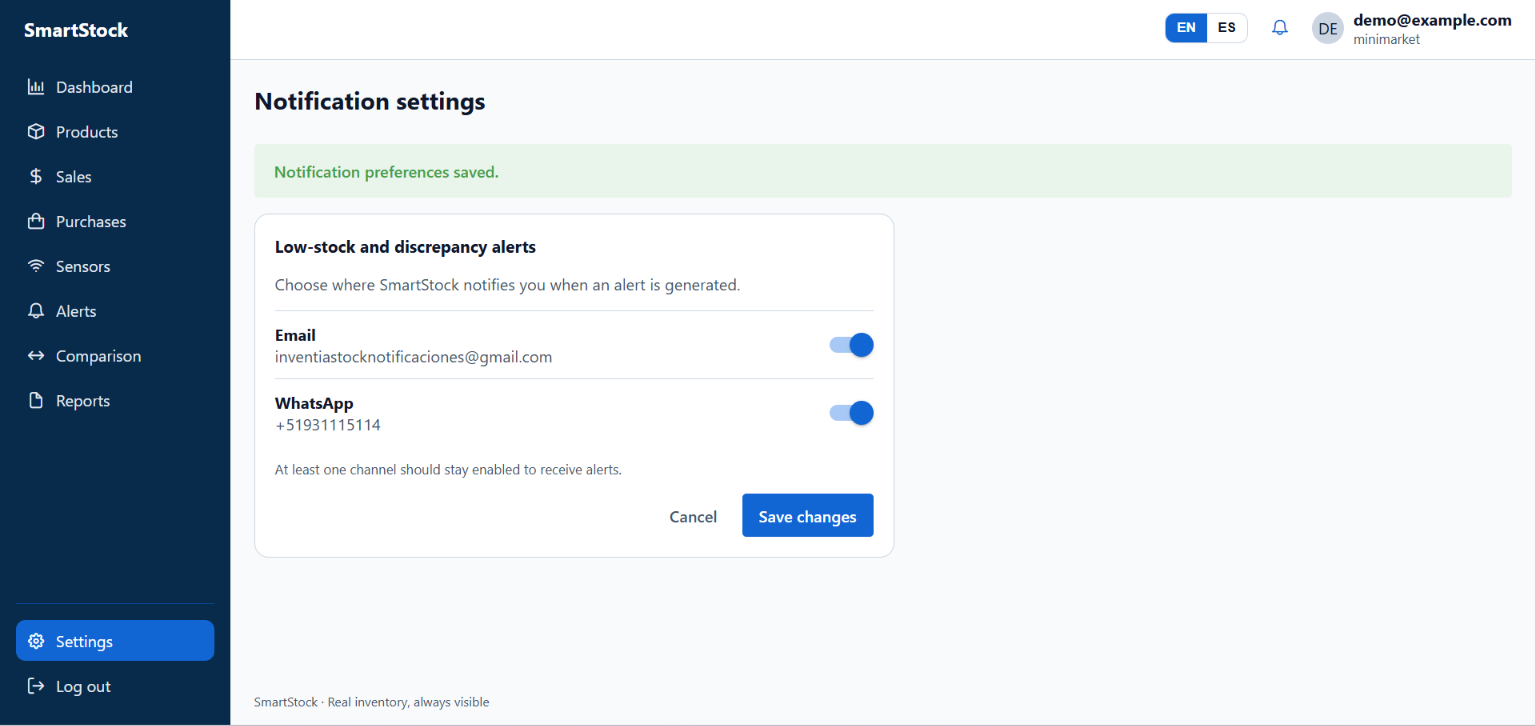 SmartStock
Dashboard
Products
Sales
Purchases
Sensors
Alerts
Comparison
Reports
Settings
Log out
EN ES
DE
demo@example.com
minimarket
Notification settings
Notification preferences saved.
Low-stock and discrepancy alerts
Choose where SmartStock notifies you when an alert is generated.
Email
inventiastocknotificaciones@gmail.com
WhatsApp
+51931115114
At least one channel should stay enabled to receive alerts.
Cancel Save changes
SmartStock · Real inventory, always visible